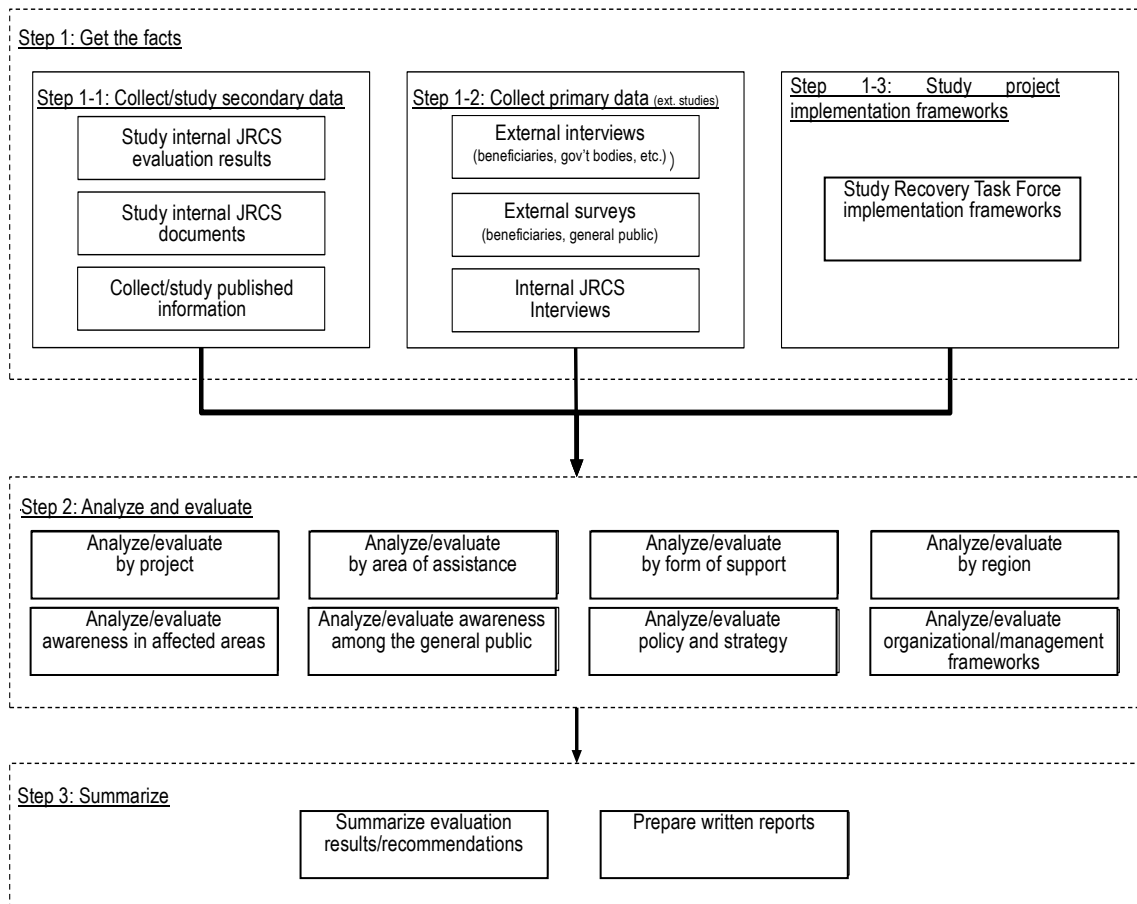 Step 1: Get the facts
Step 1-1: Collect/study secondary data
Study internal JRCS
evaluation results
Study internal JRCS
documents
Collect/study published
information
Step 1-2: Collect primary data (ext. studies)
External interviews
(beneficiaries, gov't bodies, etc.) )
External surveys
(beneficiaries, general public)
Internal JRCS
Interviews
Step 1-3: Study project
implementation frameworks
Study Recovery Task Force
implementation frameworks
Step 2: Analyze and evaluate
Analyze/evaluate
by project
Analyze/evaluate
by area of assistance
Analyze/evaluate
by form of support
Analyze/evaluate
by region
Analyze/evaluate
awareness in affected areas
Analyze/evaluate awareness
among the general public
Analyze/evaluate
policy and strategy
Analyze/evaluate
organizational/management
frameworks
Step 3: Summarize
Summarize evaluation
results/recommendations
Prepare written reports